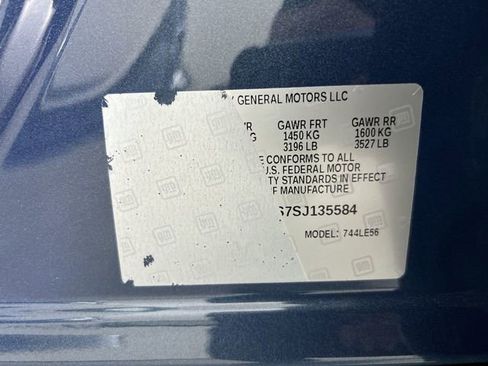 GENERAL MOTORS LLC
GAWR FRT GAWR RR
1450 KG 1600 KG
3196 LB 3527 LB
E CONFORMS TO ALL
U.S. FEDERAL MOTOR
TY STANDARDS IN EFFECT
F MANUFACTURE
S7SJ135584
MODEL: 744LE56